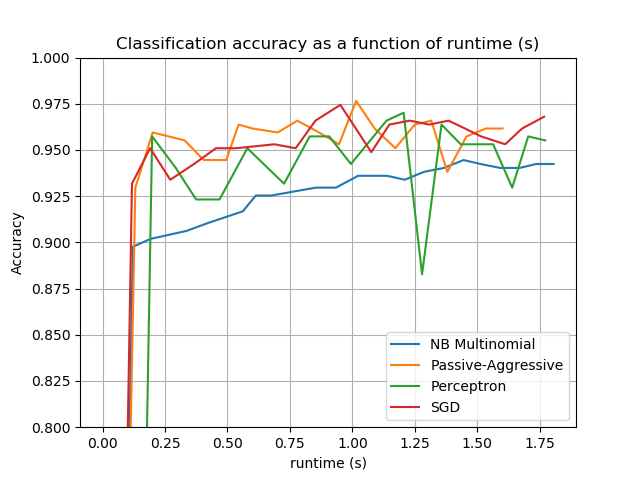 Classification accuracy as a function of runtime (s)
1.000
0.975
0.950
0.925
0.900
0.875
0.850
0.825
0.800
Accuracy
NB Multinomial
Passive-Aggressive
Perceptron
SGD
0.00 0.25 0.50 0.75 1.00 1.25 1.50 1.75
runtime (s)